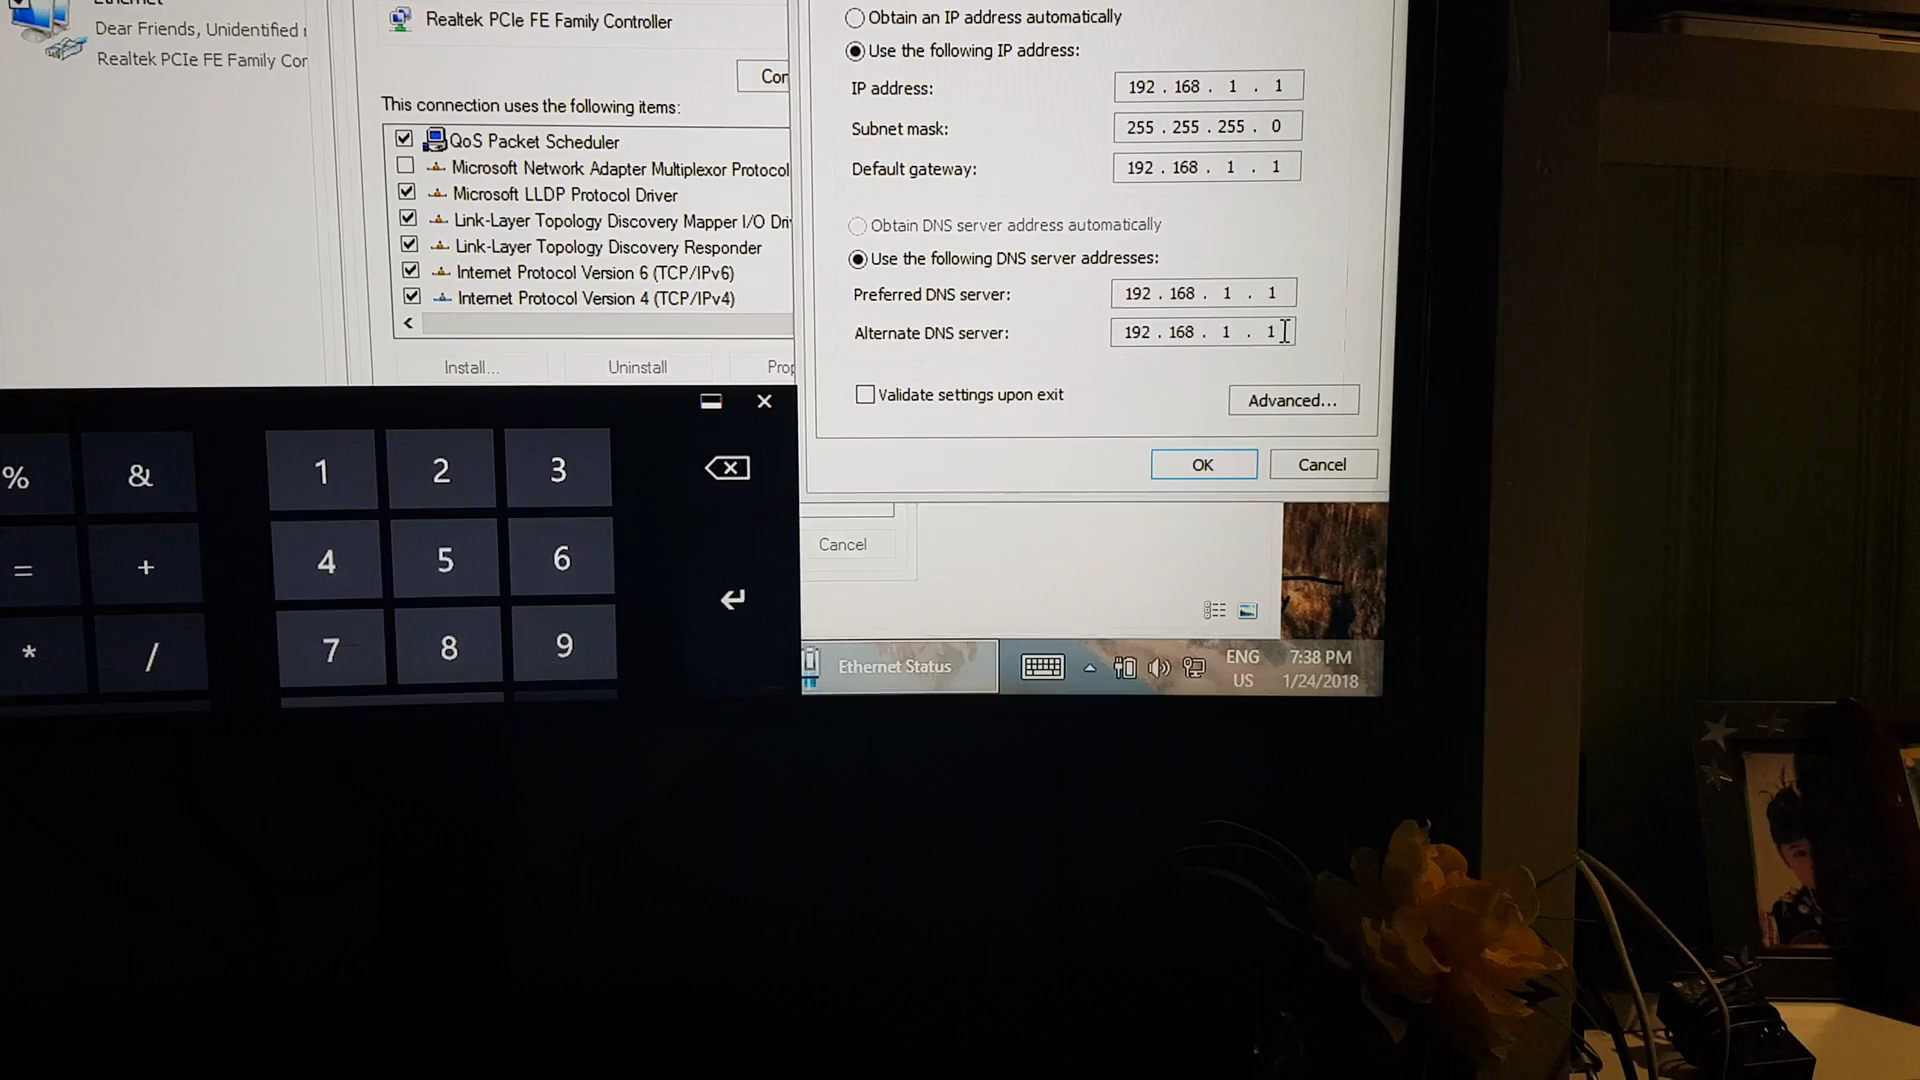 Dear Friends, Unidentified
Realtek PCIe FE Family Cor
Realtek PCIe FE Family Controller
Con
This connection uses the following items:
QoS Packet Scheduler
Microsoft Network Adapter Multiplexor Protocol
Microsoft LLDP Protocol Driver
Link-Layer Topology Discovery Mapper I/O Dri
Link-Layer Topology Discovery Responder
Internet Protocol Version 6 (TCP/IPv6)
Internet Protocol Version 4 (TCP/IPv4)
Install...
Uninstall
Prop
Obtain an IP address automatically
Use the following IP address:
IP address: 192 . 168 . 1 . 1
Subnet mask: 255 . 255 . 255 . 0
Default gateway: 192 . 168 . 1 . 1
Obtain DNS server address automatically
Use the following DNS server addresses:
Preferred DNS server: 192 . 168 . 1 . 1
Alternate DNS server: 192 . 168 . 1 . 1
Validate settings upon exit
Advanced...
OK
Cancel
Cancel
% & 1 2 3
= + 4 5 6
* / 7 8 9
Ethernet Status
ENG
US
7:38 PM
1/24/2018